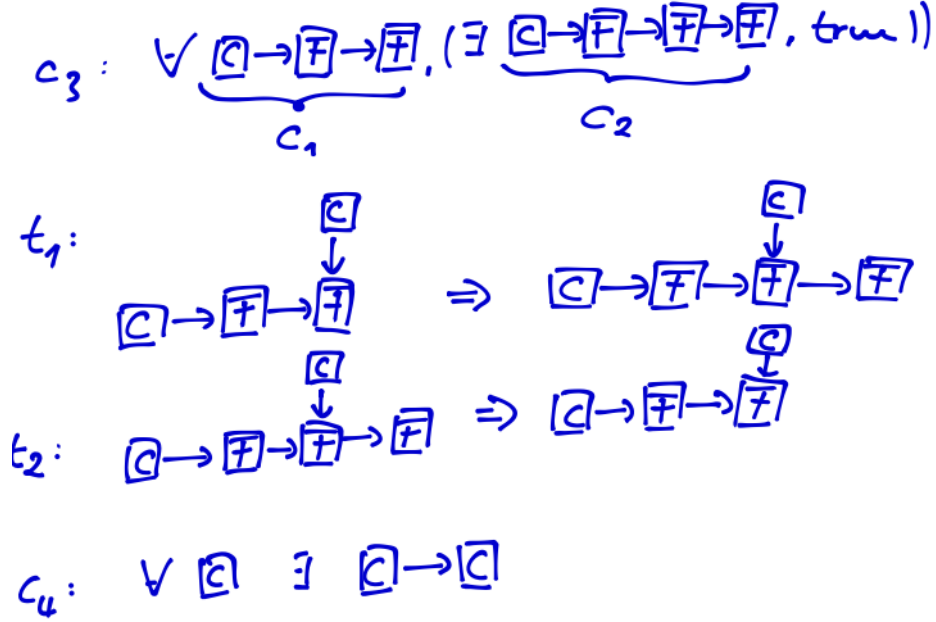 c₃: ∀ C → F → F, (∃ C → F → F → F, true))
C₁ C₂
t₁:
C C
C → F → F ⇒ C → F → F → F
C C
t₂: C → F → F → F ⇒ C → F → F
C₄: ∀ C ∃ C → C